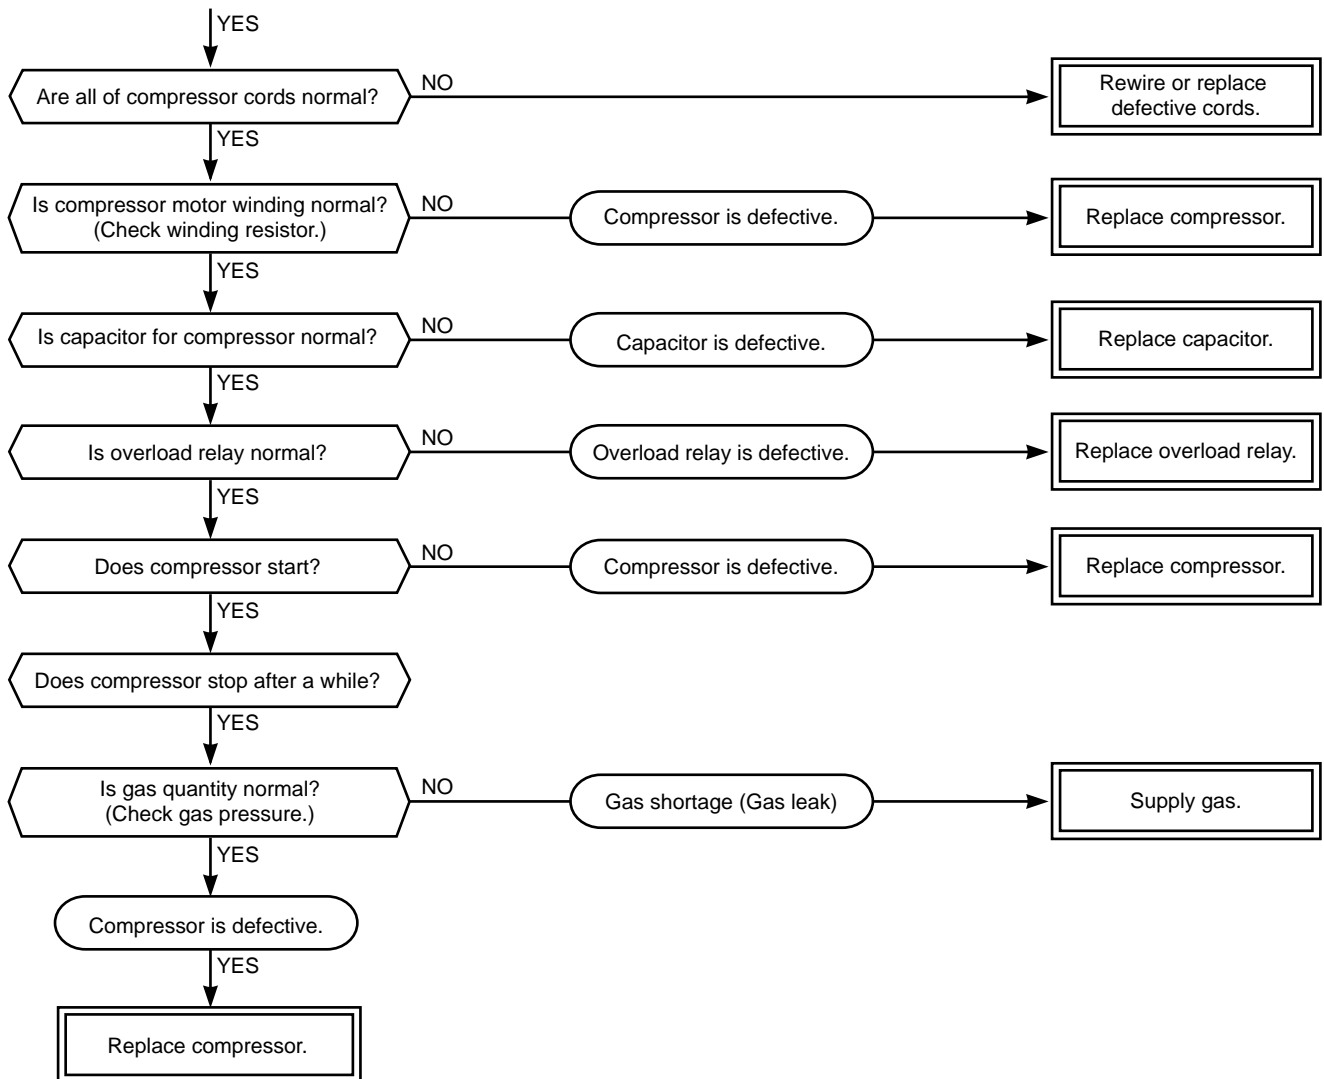 YES
Are all of compressor cords normal?
NO
Rewire or replace
defective cords.
YES
Is compressor motor winding normal?
(Check winding resistor.)
NO
Compressor is defective.
Replace compressor.
YES
Is capacitor for compressor normal?
NO
Capacitor is defective.
Replace capacitor.
YES
Is overload relay normal?
NO
Overload relay is defective.
Replace overload relay.
YES
Does compressor start?
NO
Compressor is defective.
Replace compressor.
YES
Does compressor stop after a while?
YES
Is gas quantity normal?
(Check gas pressure.)
NO
Gas shortage (Gas leak)
Supply gas.
YES
Compressor is defective.
YES
Replace compressor.